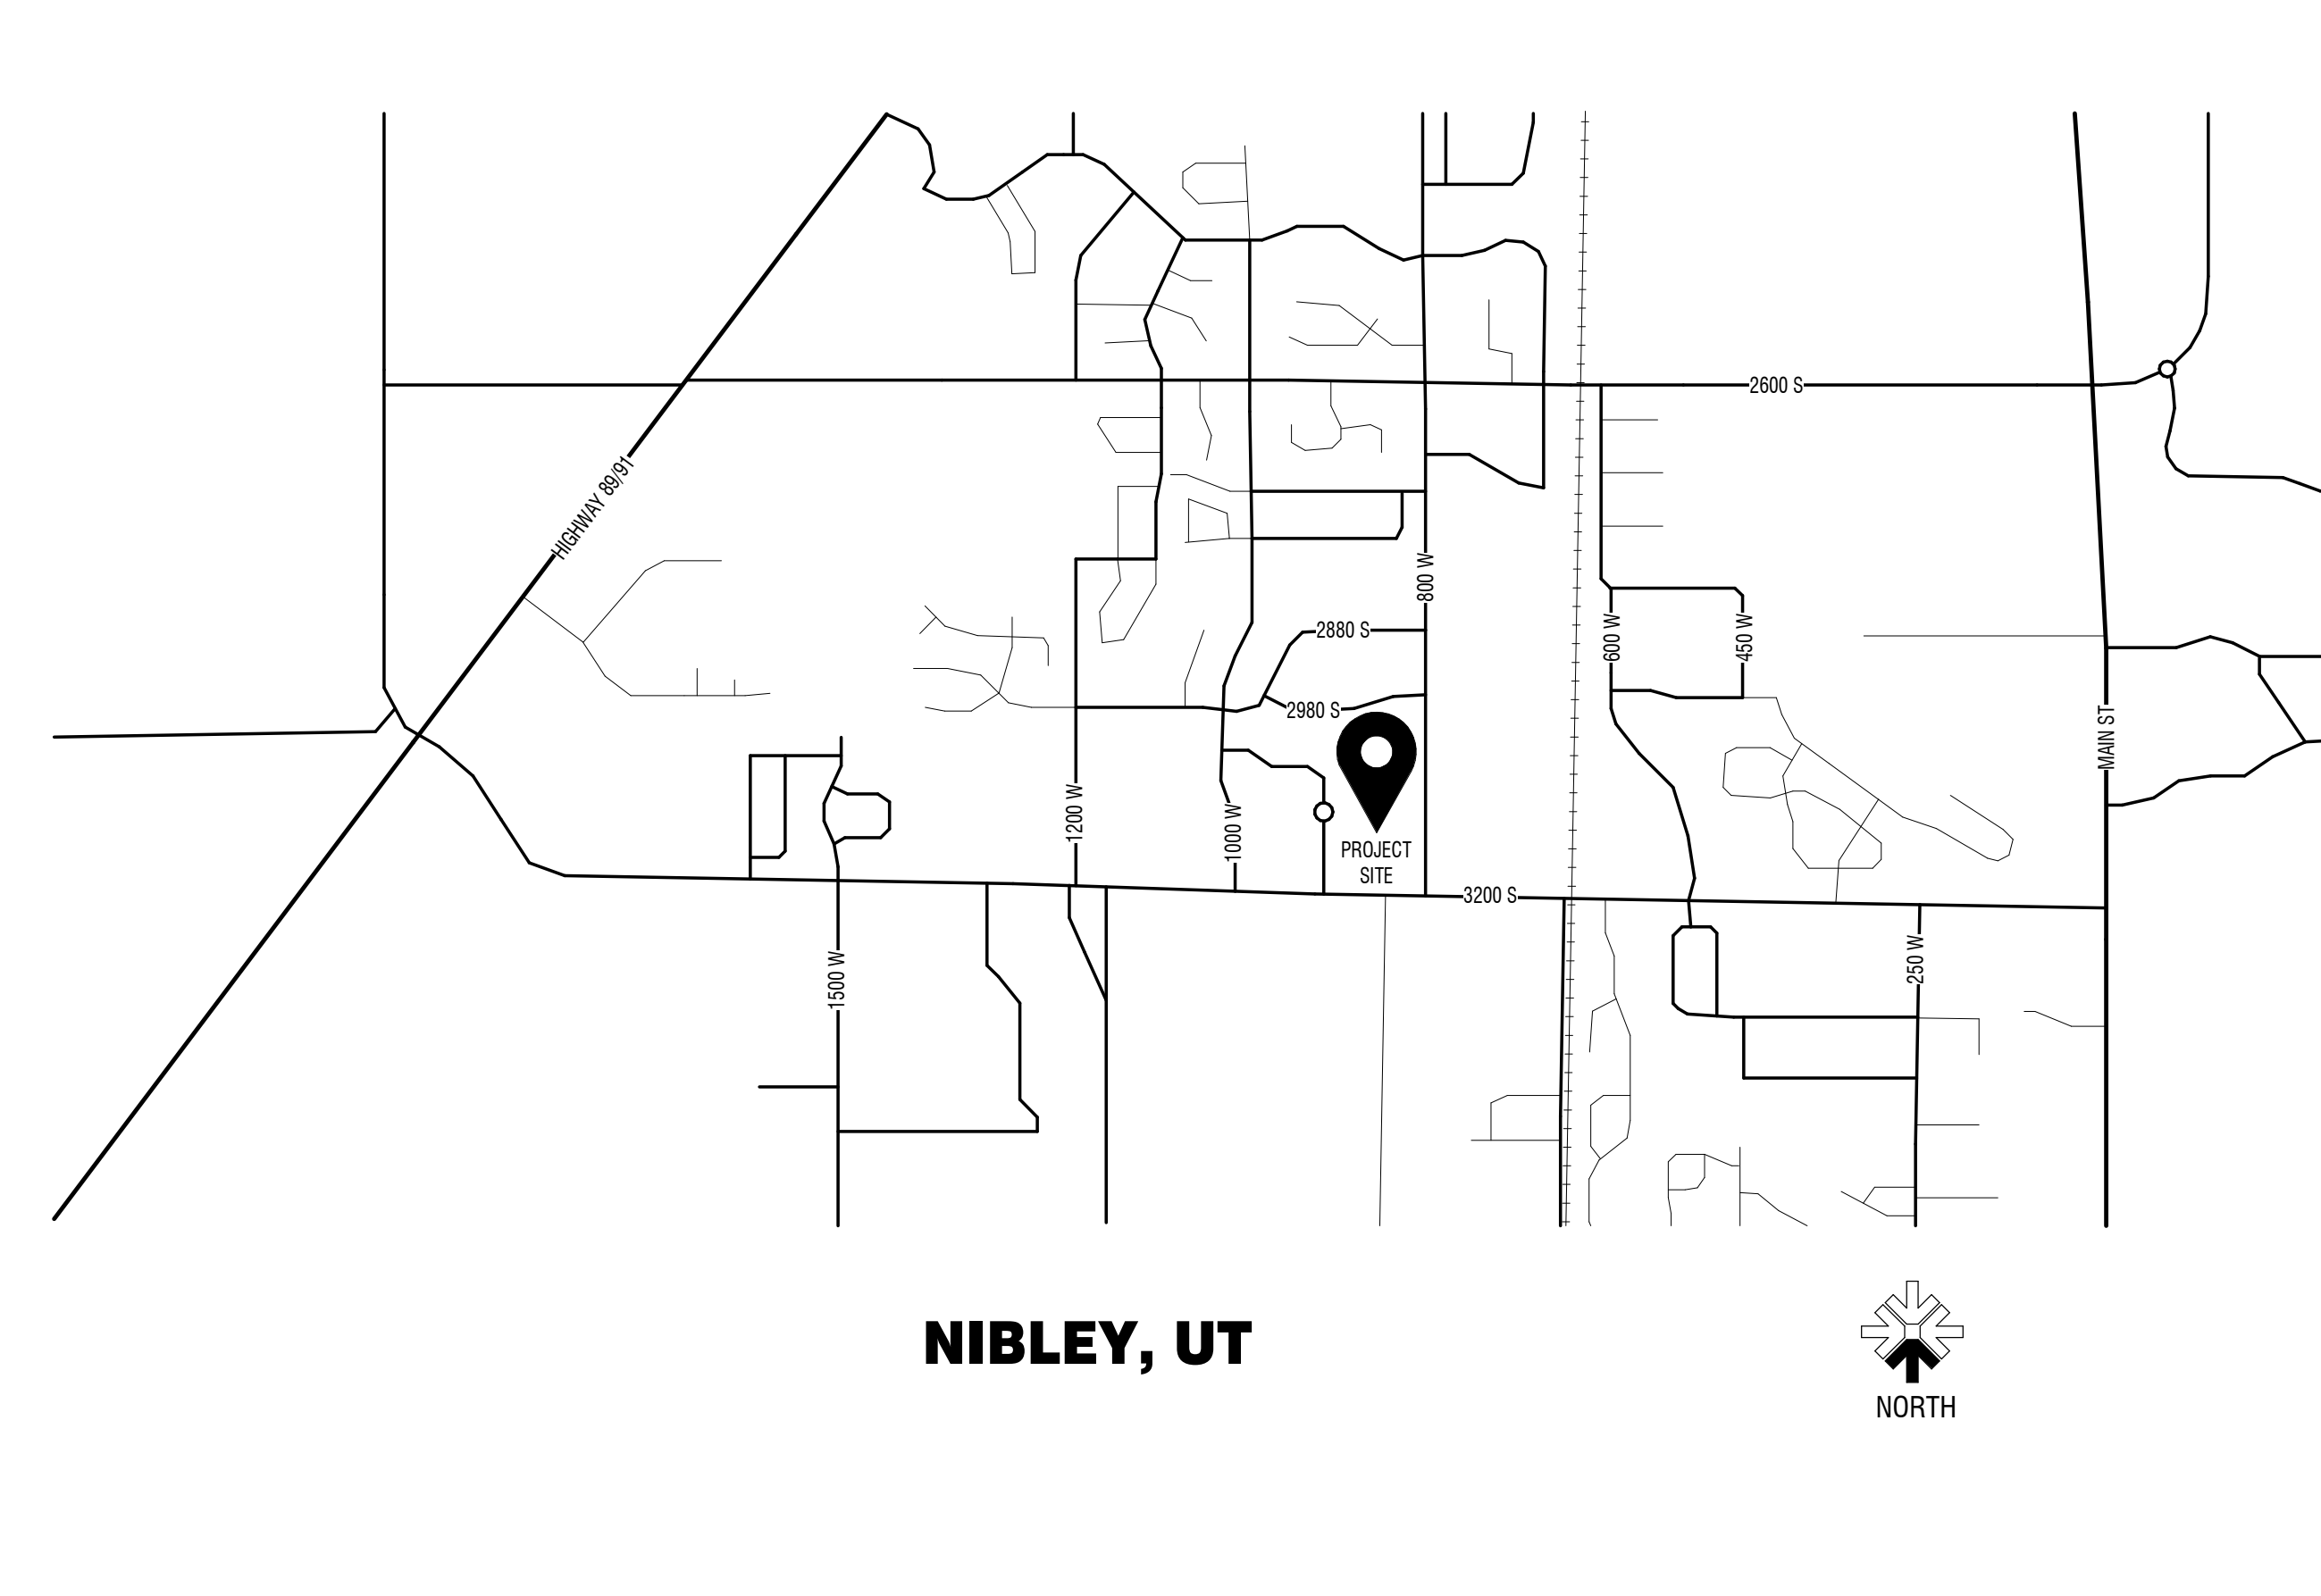 2600 S
HIGHWAY 89/91
800 W
2880 S
600 W
450 W
2980 S
MAIN ST
1200 W
1000 W
PROJECT
SITE
3200 S
1500 W
250 W
NIBLEY, UT
NORTH